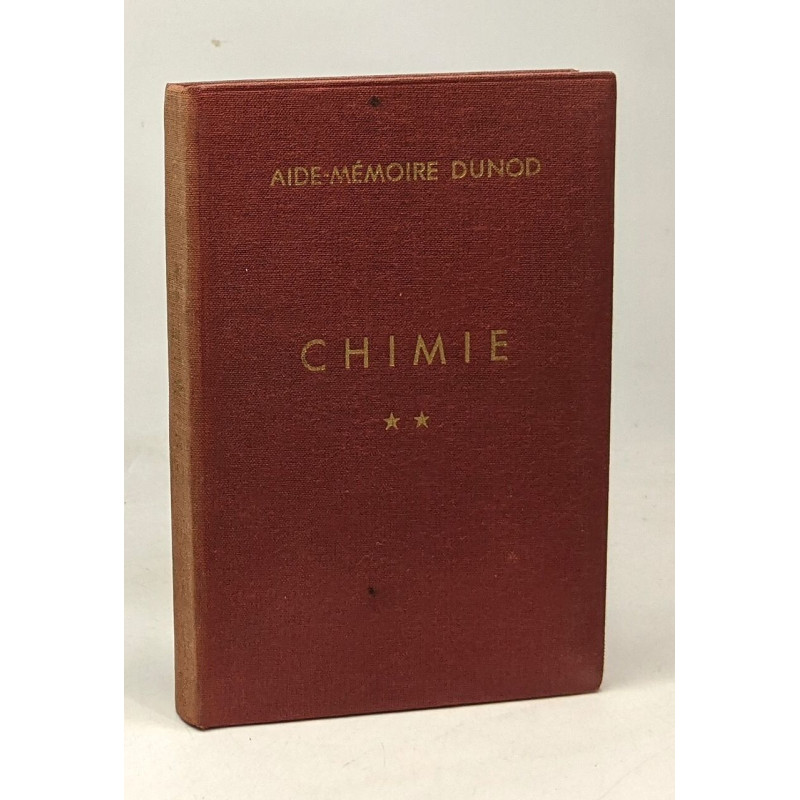 AIDE-MÉMOIRE DUNOD
CHIMIE
★ ★